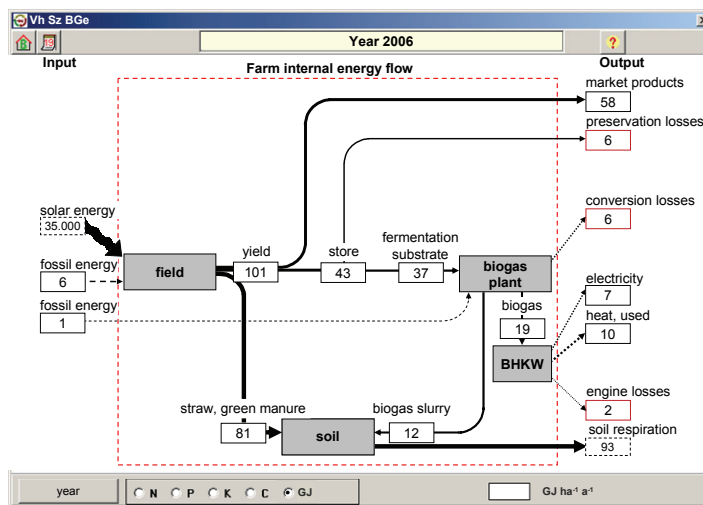 Vh Sz BGe
Year 2006
Input
Output
Farm internal energy flow
market products
58
preservation losses
6
solar energy
35.000
conversion losses
6
fossil energy
6
field
yield
101
store
43
fermentation
substrate
37
biogas
plant
electricity
7
fossil energy
1
biogas
19
heat, used
10
BHKW
engine losses
2
straw, green manure
81
soil
biogas slurry
12
soil respiration
93
year
N
P
K
C
GJ
GJ ha-¹ a-¹